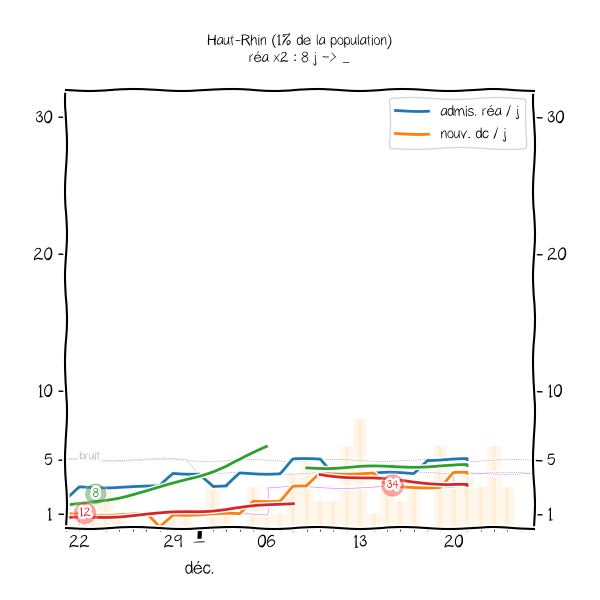 Haut-Rhin (1% de la population)
réa x2 : 8 j -> _
admis. réa / j
nouv. dc / j
30 30
20 20
10 10
5 5
bruit
8
12
34
1 1
22 29 06 13 20
déc.